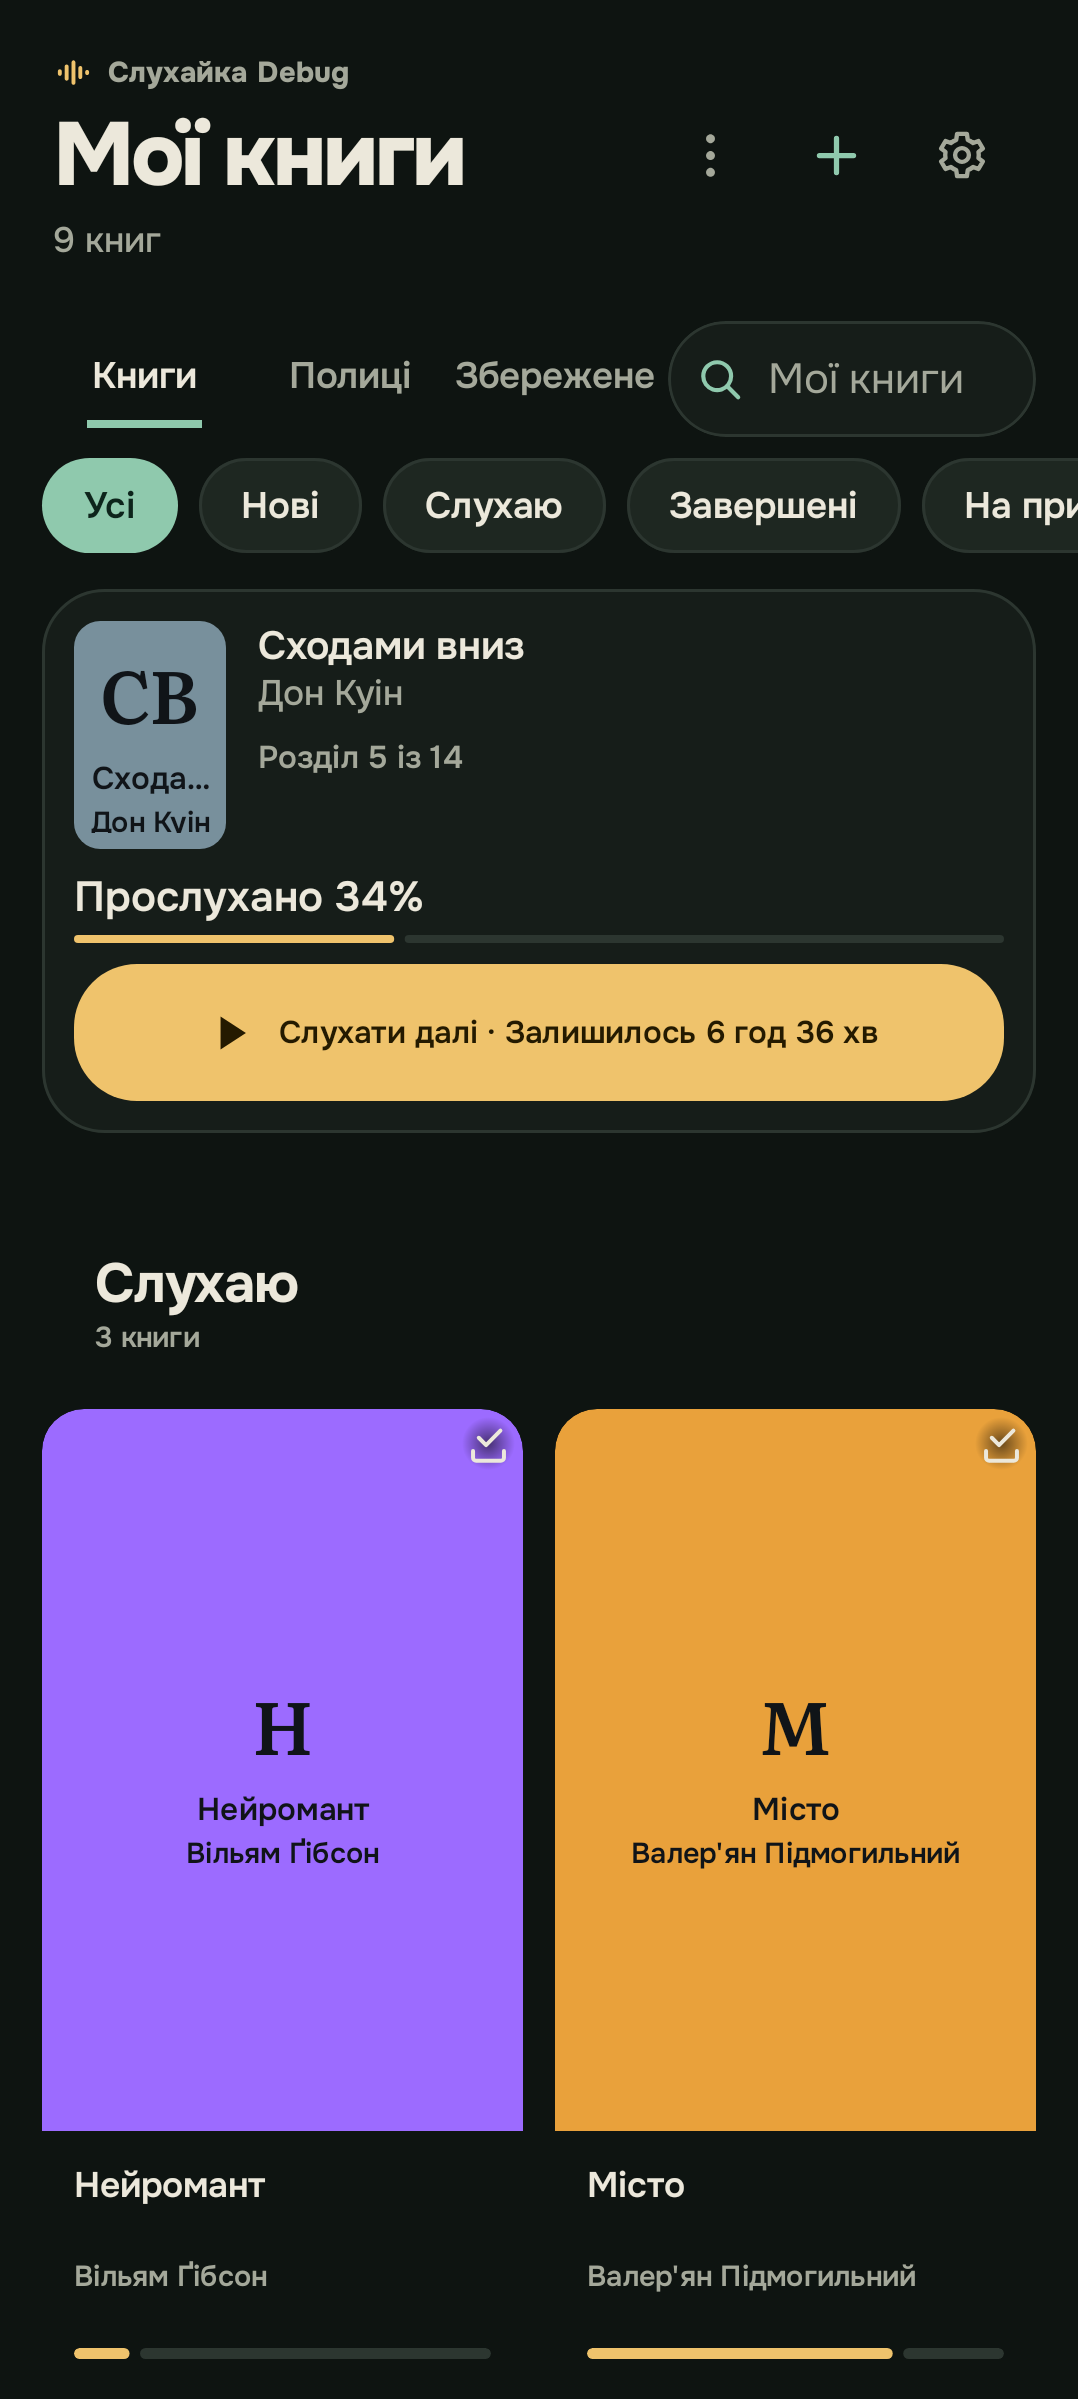 Слухайка Debug
Мої книги
9 книг
Книги
Полиці
Збережене
Мої книги
Усі
Нові
Слухаю
Завершені
На при
СВ
Схода...
Дон Куін
Сходами вниз
Дон Куін
Розділ 5 із 14
Прослухано 34%
Слухати далі · Залишилось 6 год 36 хв
Слухаю
3 книги
Н
Нейромант
Вільям Ґібсон
М
Місто
Валер'ян Підмогильний
Нейромант
Вільям Ґібсон
Місто
Валер'ян Підмогильний